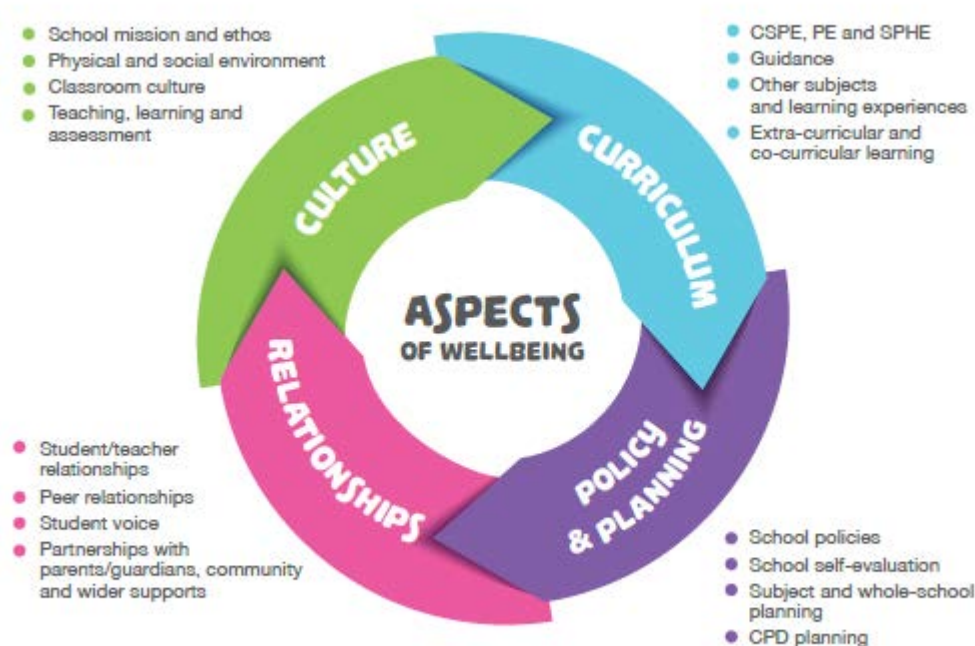 School mission and ethos
Physical and social environment
Classroom culture
Teaching, learning and
assessment
CSPE, PE and SPHE
Guidance
Other subjects
and learning experiences
Extra-curricular and
co-curricular learning
CULTURE
CURRICULUM
ASPECTS
OF WELLBEING
RELATIONSHIPS
POLICY
& PLANNING
Student/teacher
relationships
Peer relationships
Student voice
Partnerships with
parents/guardians, community
and wider supports
School policies
School self-evaluation
Subject and whole-school
planning
CPD planning